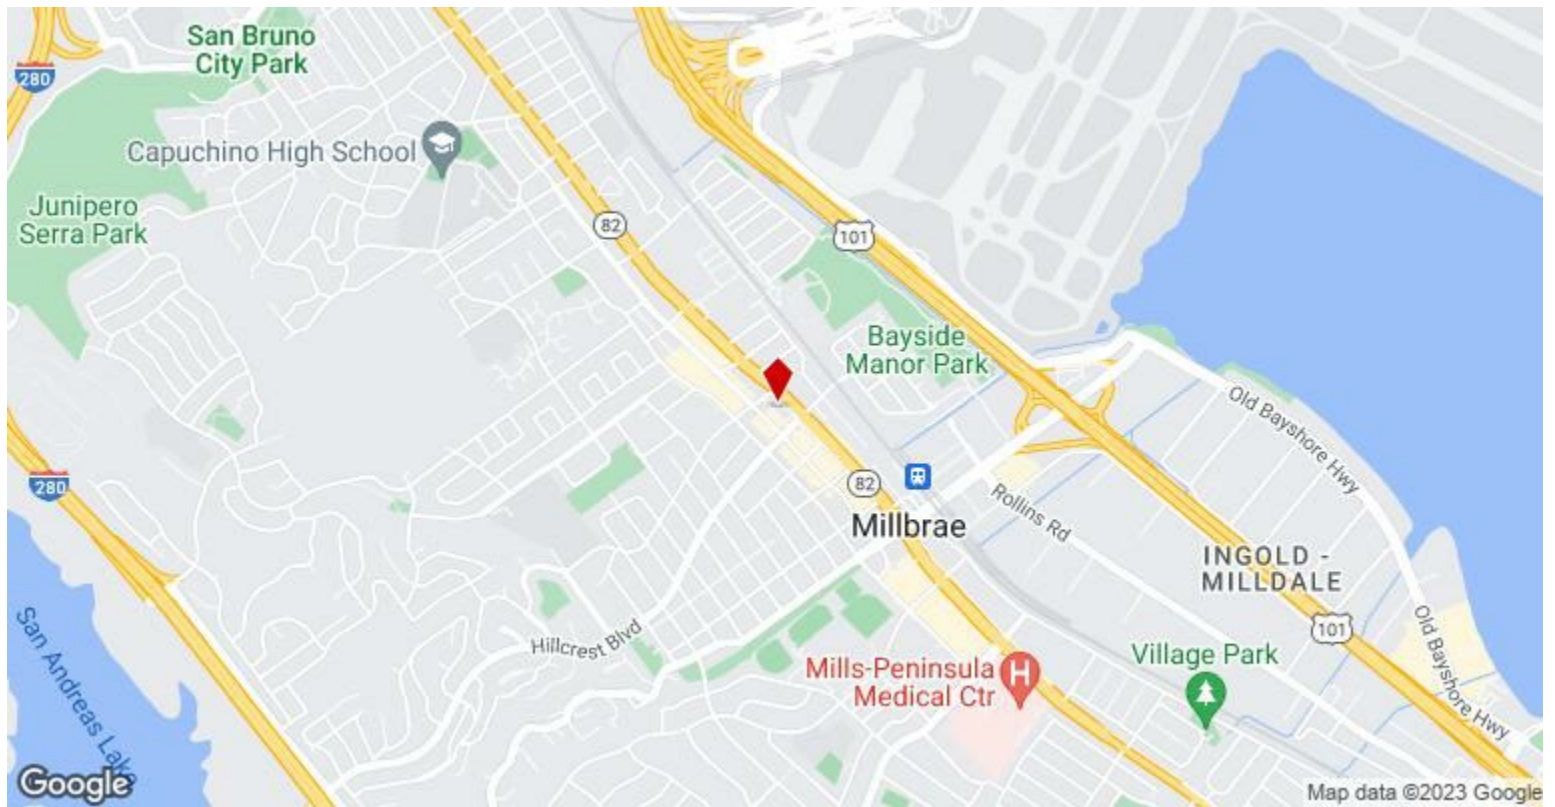 San Bruno
City Park
280
Capuchino High School
Junipero
Serra Park
82
101
Bayside
Manor Park
Old Bayshore Hwy
280
82
Millbrae
Rollins Rd
INGOLD -
MILLDALE
San Andreas Lake
Hillcrest Blvd
101
Old Bayshore Hwy
Village Park
Mills-Peninsula
Medical Ctr
H
Google
Map data ©2023 Google